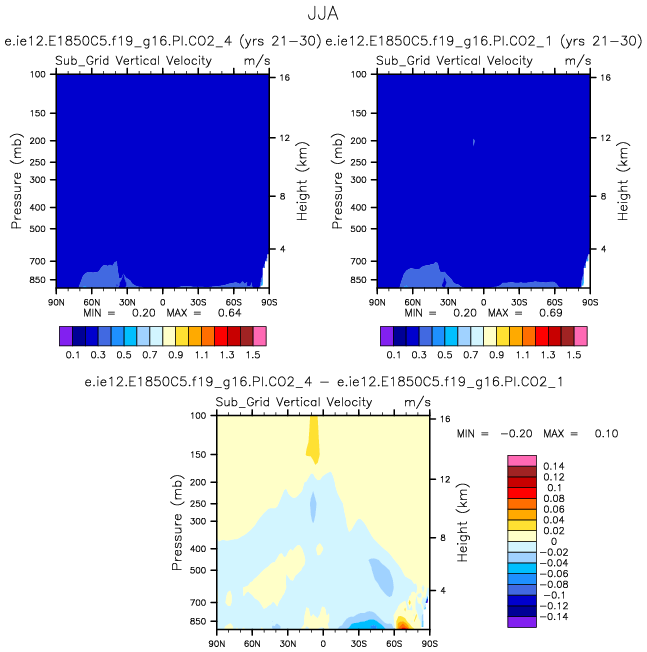 JJA
e.ie12.E1850C5.f19_g16.PI.CO2_4 (yrs 21-30)
Sub_Grid Vertical Velocity m/s
Pressure (mb)
100
150
200
250
300
400
500
700
850
16
12
8
4
Height (km)
90N 60N 30N 0 30S 60S 90S
MIN = 0.20 MAX = 0.64
0.1 0.3 0.5 0.7 0.9 1.1 1.3 1.5
e.ie12.E1850C5.f19_g16.PI.CO2_1 (yrs 21-30)
Sub_Grid Vertical Velocity m/s
Pressure (mb)
100
150
200
250
300
400
500
700
850
16
12
8
4
Height (km)
90N 60N 30N 0 30S 60S 90S
MIN = 0.20 MAX = 0.69
0.1 0.3 0.5 0.7 0.9 1.1 1.3 1.5
e.ie12.E1850C5.f19_g16.PI.CO2_4 - e.ie12.E1850C5.f19_g16.PI.CO2_1
Sub_Grid Vertical Velocity m/s
Pressure (mb)
100
150
200
250
300
400
500
700
850
16
12
8
4
Height (km)
90N 60N 30N 0 30S 60S 90S
MIN = -0.20 MAX = 0.10
0.14
0.12
0.1
0.08
0.06
0.04
0.02
0
-0.02
-0.04
-0.06
-0.08
-0.1
-0.12
-0.14